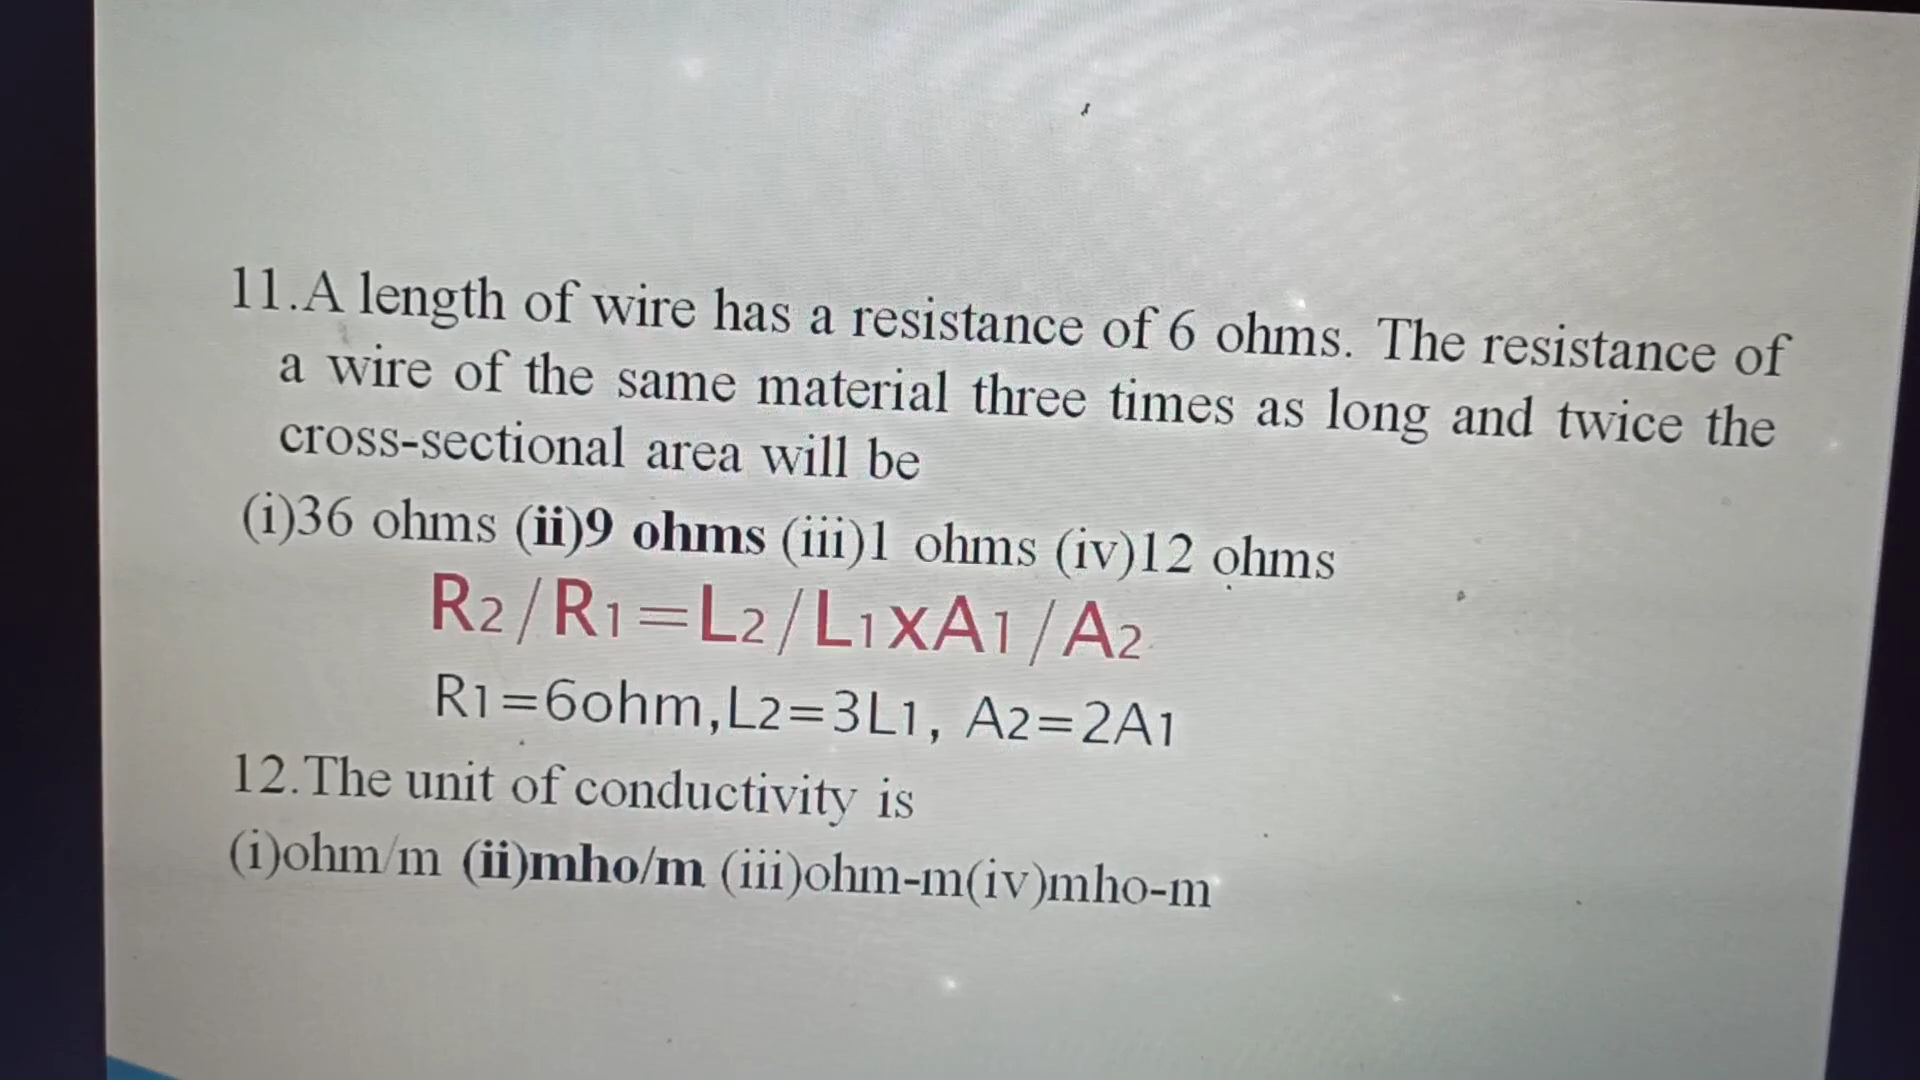 11.A length of wire has a resistance of 6 ohms. The resistance of
a wire of the same material three times as long and twice the
cross-sectional area will be
(i)36 ohms (ii)9 ohms (iii)1 ohms (iv)12 ohms
R2/R1=L2/L1xA1/A2
R1=6ohm,L2=3L1, A2=2A1
12.The unit of conductivity is
(i)ohm/m (ii)mho/m (iii)ohm-m(iv)mho-m